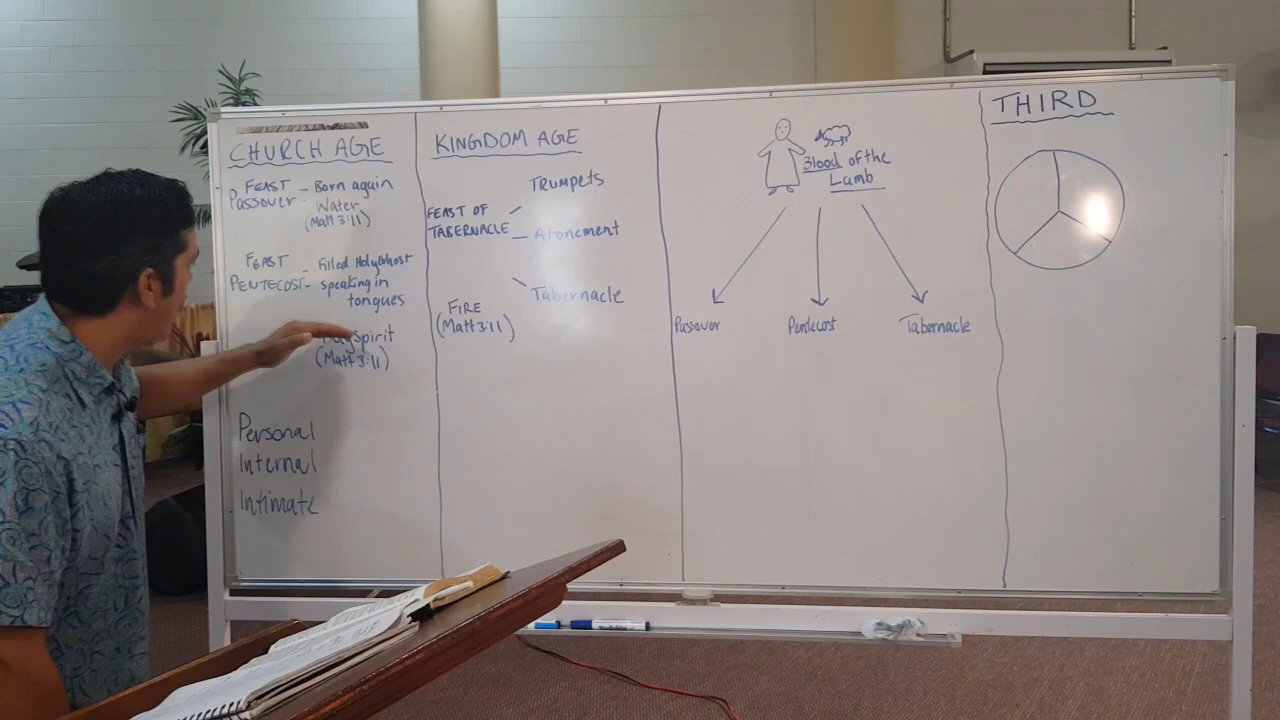 CHURCH AGE
FEAST
PASSOVER - Born again
- Water
(Matt 3:11)
FEAST
PENTECOST - Filled Holy Ghost
speaking in
tongues
Holy Spirit
(Matt 3:11)
Personal
Internal
Intimate
KINGDOM AGE
TRUMPETS
FEAST OF
TABERNACLE
Atonement
Tabernacle
FIRE
(Matt 3:11)
Blood of the
Lamb
Passover
Pentecost
Tabernacle
THIRD